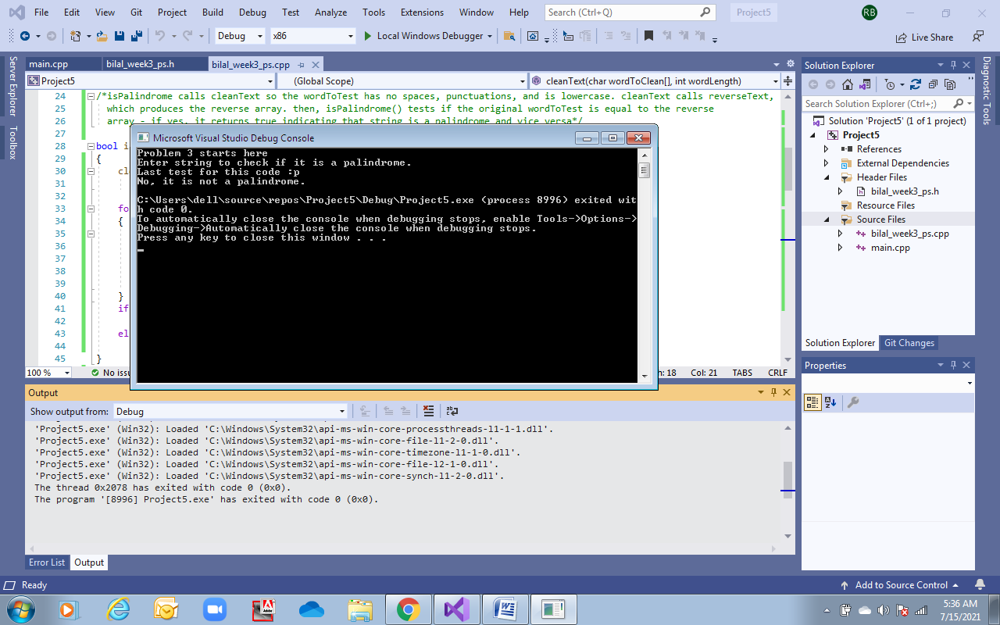 File Edit View Git Project Build Debug Test Analyze Tools Extensions Window Help Search (Ctrl+Q) Project5 RB
Debug x86 Local Windows Debugger Live Share
Server Explorer
Toolbox
main.cpp bilal_week3_ps.h bilal_week3_ps.cpp
Project5 (Global Scope) cleanText(char wordToClean[], int wordLength)
24 /*isPalindrome calls cleanText so the wordToTest has no spaces, punctuations, and is lowercase. cleanText calls reverseText,
25 which produces the reverse array. then, isPalindrome() tests if the original wordToTest is equal to the reverse
26 array - if yes, it returns true indicating that string is a palindrome and vice versa*/
27
28 bool i
29 {
30 cl
31
32
33 fo
34 {
35
36
37
38
39
40 }
41 if
42
43 el
44
45 }
Microsoft Visual Studio Debug Console
Problem 3 starts here
Enter string to check if it is a palindrome.
Last test for this code :p
No, it is not a palindrome.
C:\Users\dell\source\repos\Project5\Debug\Project5.exe (process 8996) exited wit
h code 0.
To automatically close the console when debugging stops, enable Tools->Options->
Debugging->Automatically close the console when debugging stops.
Press any key to close this window . . .
100 % No issu h: 18 Col: 21 TABS CRLF
Output
Show output from: Debug
'Project5.exe' (Win32): Loaded 'C:\Windows\System32\api-ms-win-core-processthreads-l1-1-1.dll'.
'Project5.exe' (Win32): Loaded 'C:\Windows\System32\api-ms-win-core-file-l1-2-0.dll'.
'Project5.exe' (Win32): Loaded 'C:\Windows\System32\api-ms-win-core-timezone-l1-1-0.dll'.
'Project5.exe' (Win32): Loaded 'C:\Windows\System32\api-ms-win-core-file-l2-1-0.dll'.
'Project5.exe' (Win32): Loaded 'C:\Windows\System32\api-ms-win-core-synch-l1-2-0.dll'.
The thread 0x2078 has exited with code 0 (0x0).
The program '[8996] Project5.exe' has exited with code 0 (0x0).
Error List Output
Solution Explorer
Search Solution Explorer (Ctrl+;)
Solution 'Project5' (1 of 1 project)
Project5
References
External Dependencies
Header Files
bilal_week3_ps.h
Resource Files
Source Files
bilal_week3_ps.cpp
main.cpp
Solution Explorer Git Changes
Properties
Diagnostic Tools
Ready Add to Source Control
5:36 AM
7/15/2021